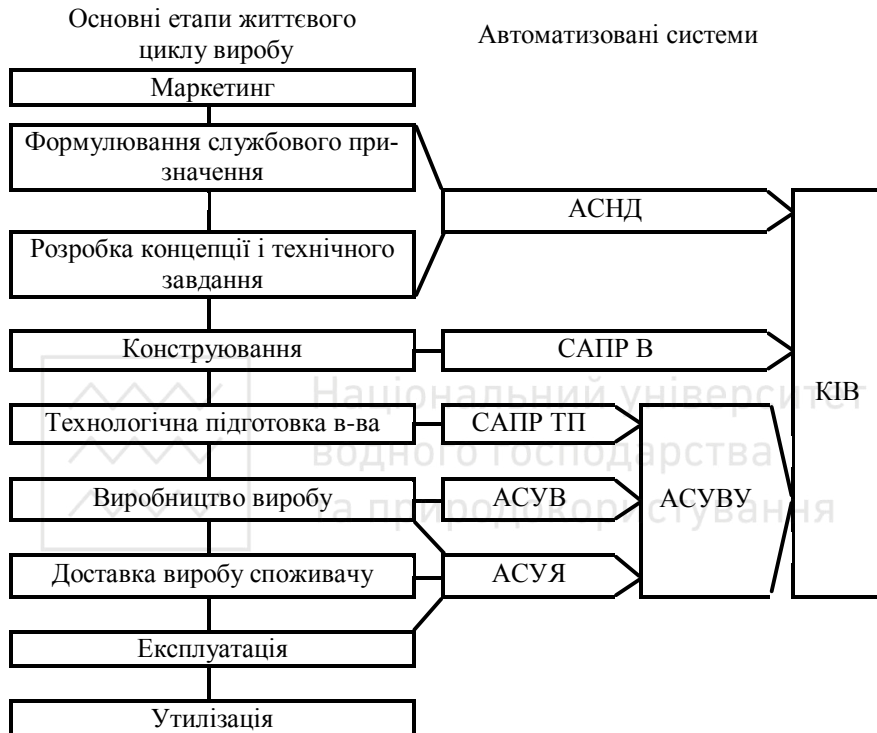 Основні етапи життєвого
циклу виробу
Автоматизовані системи
Маркетинг
Формулювання службового при-
значення
АСНД
Розробка концепції і технічного
завдання
Конструювання
САПР В
КІВ
Національний університет
водного господарства
та природокористування
Технологічна підготовка в-ва
САПР ТП
Виробництво виробу
АСУВ
АСУВУ
Доставка виробу споживачу
АСУЯ
Експлуатація
Утилізація